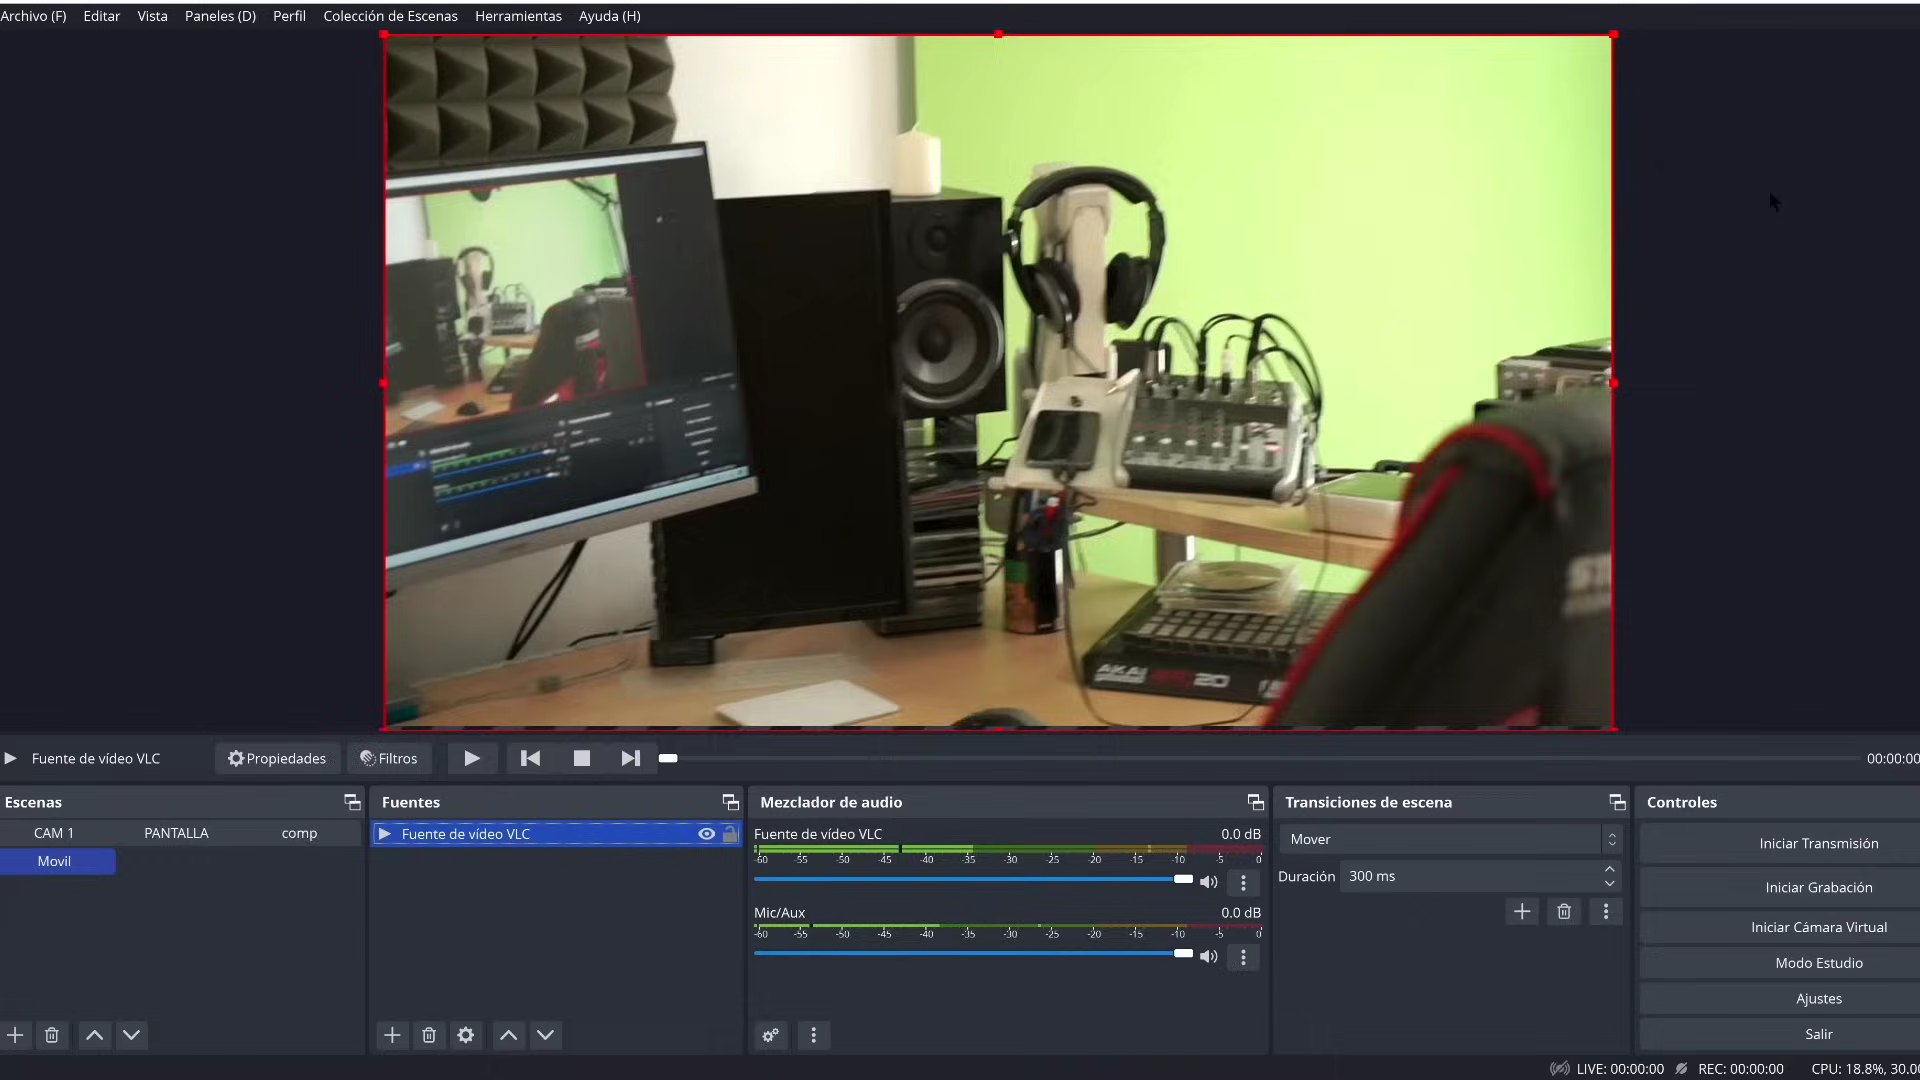 Archivo (F) Editar Vista Paneles (D) Perfil Colección de Escenas Herramientas Ayuda (H)
AKAI
20
Fuente de vídeo VLC Propiedades Filtros 00:00:00
Escenas
CAM 1 PANTALLA comp
Movil
Fuentes
Fuente de vídeo VLC
Mezclador de audio
Fuente de vídeo VLC 0.0 dB
-60 -55 -50 -45 -40 -35 -30 -25 -20 -15 -10 -5 0
Mic/Aux 0.0 dB
-60 -55 -50 -45 -40 -35 -30 -25 -20 -15 -10 -5 0
Transiciones de escena
Mover
Duración 300 ms
Controles
Iniciar Transmisión
Iniciar Grabación
Iniciar Cámara Virtual
Modo Estudio
Ajustes
Salir
LIVE: 00:00:00 REC: 00:00:00 CPU: 18.8%, 30.00